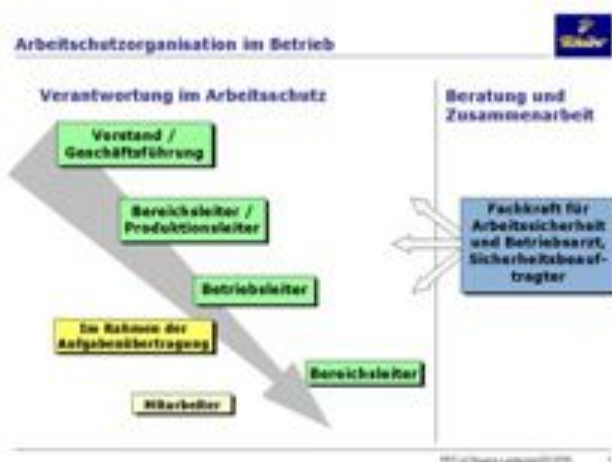 Arbeitschutzorganisation im Betrieb
Tchibo
Verantwortung im Arbeitsschutz
Beratung und
Zusammenarbeit
Vorstand /
Geschäftsführung
Bereichsleiter /
Produktionsleiter
Fachkraft für
Arbeitssicherheit
und Betriebsarzt,
Sicherheitsbeauf-
tragter
Betriebsleiter
Im Rahmen der
Aufgabenübertragung
Bereichsleiter
Mitarbeiter